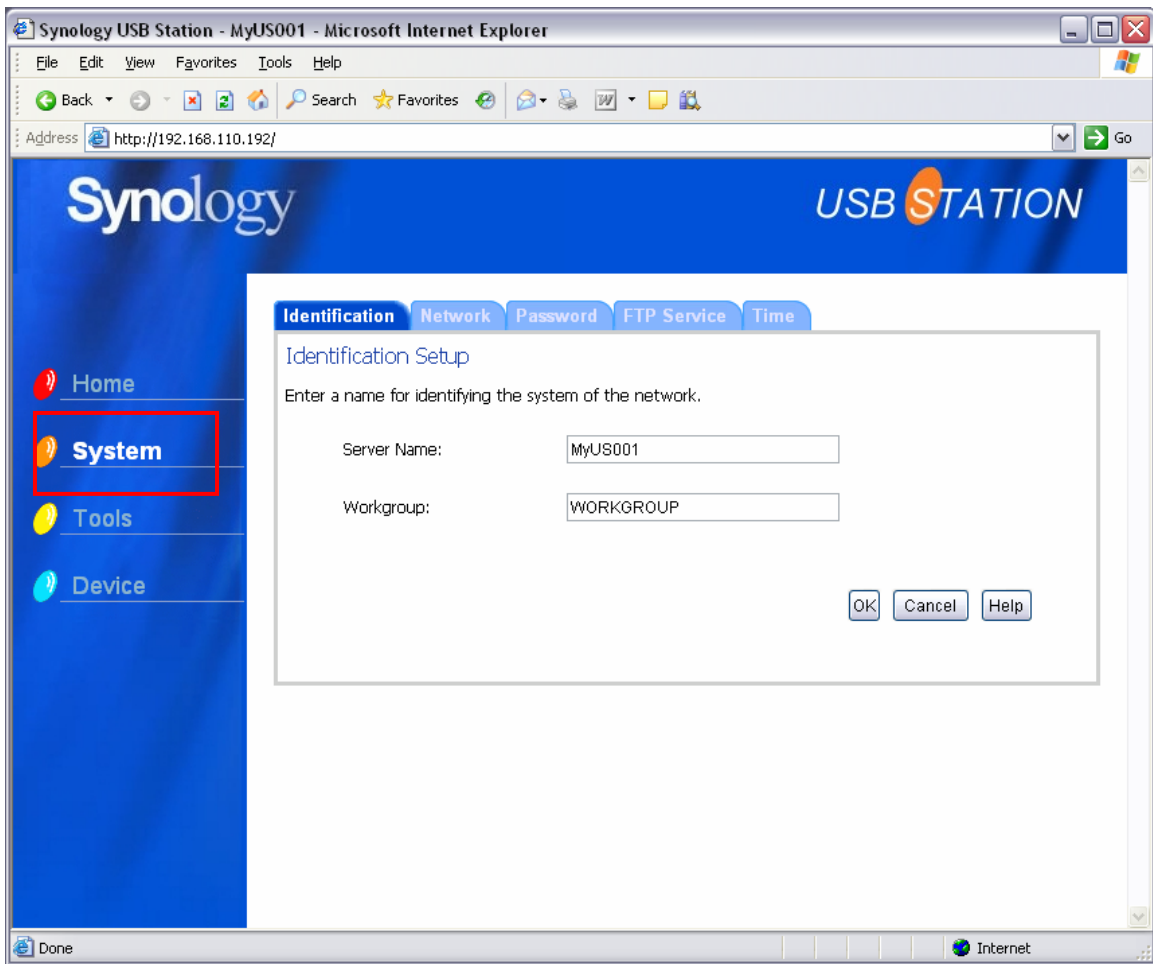 Synology USB Station - MyUS001 - Microsoft Internet Explorer
File Edit View Favorites Tools Help
Back Search Favorites
Address http://192.168.110.192/ Go
Synology USB STATION
Identification Network Password FTP Service Time
Identification Setup
Enter a name for identifying the system of the network.
Home
System
Tools
Device
Server Name: MyUS001
Workgroup: WORKGROUP
OK Cancel Help
Done Internet